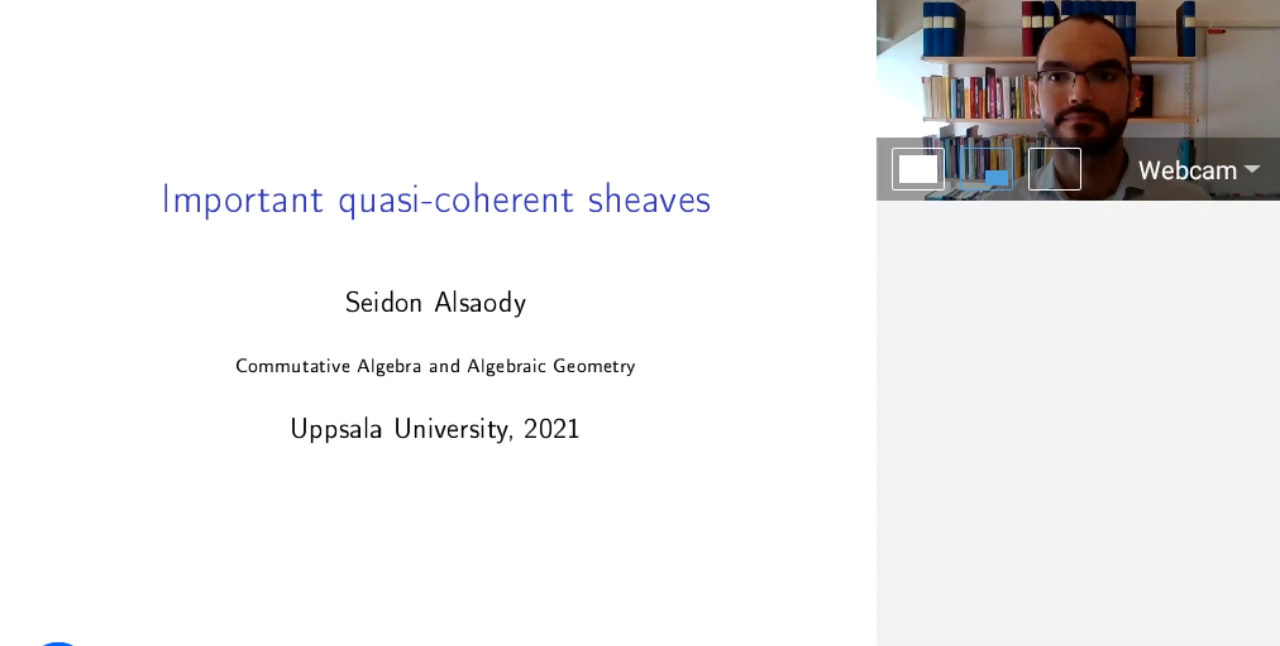 Important quasi-coherent sheaves
Seidon Alsaody
Commutative Algebra and Algebraic Geometry
Uppsala University, 2021
Webcam